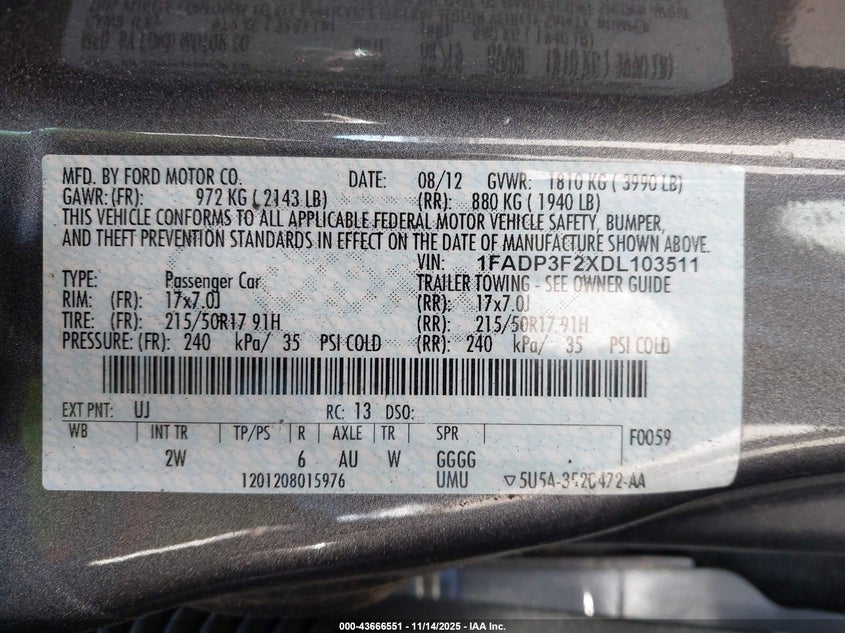 MFD. BY FORD MOTOR CO. DATE: 08/12 GVWR: 1810 KG ( 3990 LB)
GAWR: (FR): 972 KG ( 2143 LB) (RR): 880 KG ( 1940 LB)
THIS VEHICLE CONFORMS TO ALL APPLICABLE FEDERAL MOTOR VEHICLE SAFETY, BUMPER,
AND THEFT PREVENTION STANDARDS IN EFFECT ON THE DATE OF MANUFACTURE SHOWN ABOVE.
VIN: 1FADP3F2XDL103511
TYPE: Passenger Car TRAILER TOWING - SEE OWNER GUIDE
RIM: (FR): 17x7.0J (RR): 17x7.0J
TIRE: (FR): 215/50R17 91H (RR): 215/50R17 91H
PRESSURE: (FR): 240 kPa/ 35 PSI COLD (RR): 240 kPa/ 35 PSI COLD
EXT PNT: UJ RC: 13 DSO:
WB INT TR TP/PS R AXLE TR SPR F0059
2W 6 AU W GGGG
1201208015976 UMU ▽5U5A-3520472-AA
000-43666551 - 11/14/2025 - IAA Inc.